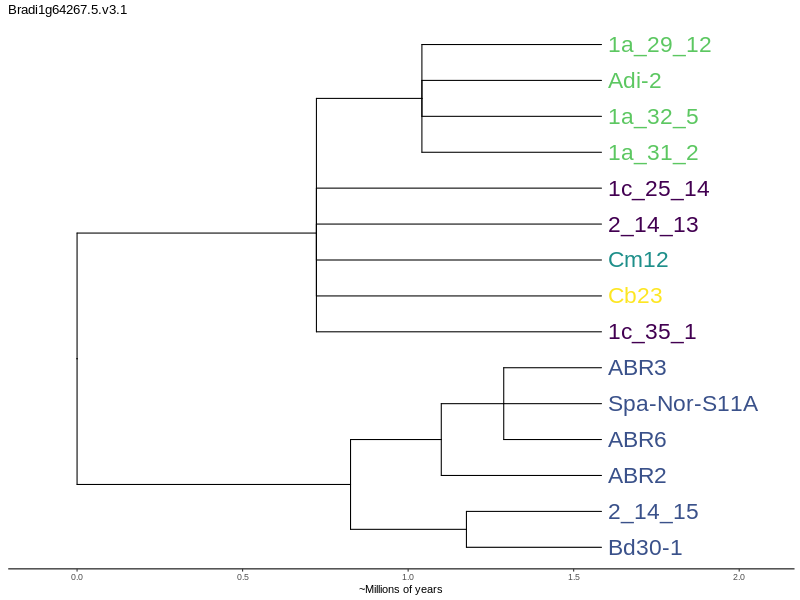 Bradi1g64267.5.v3.1
1a_29_12
Adi-2
1a_32_5
1a_31_2
1c_25_14
2_14_13
Cm12
Cb23
1c_35_1
ABR3
Spa-Nor-S11A
ABR6
ABR2
2_14_15
Bd30-1
0.0 0.5 1.0 1.5 2.0
~Millions of years